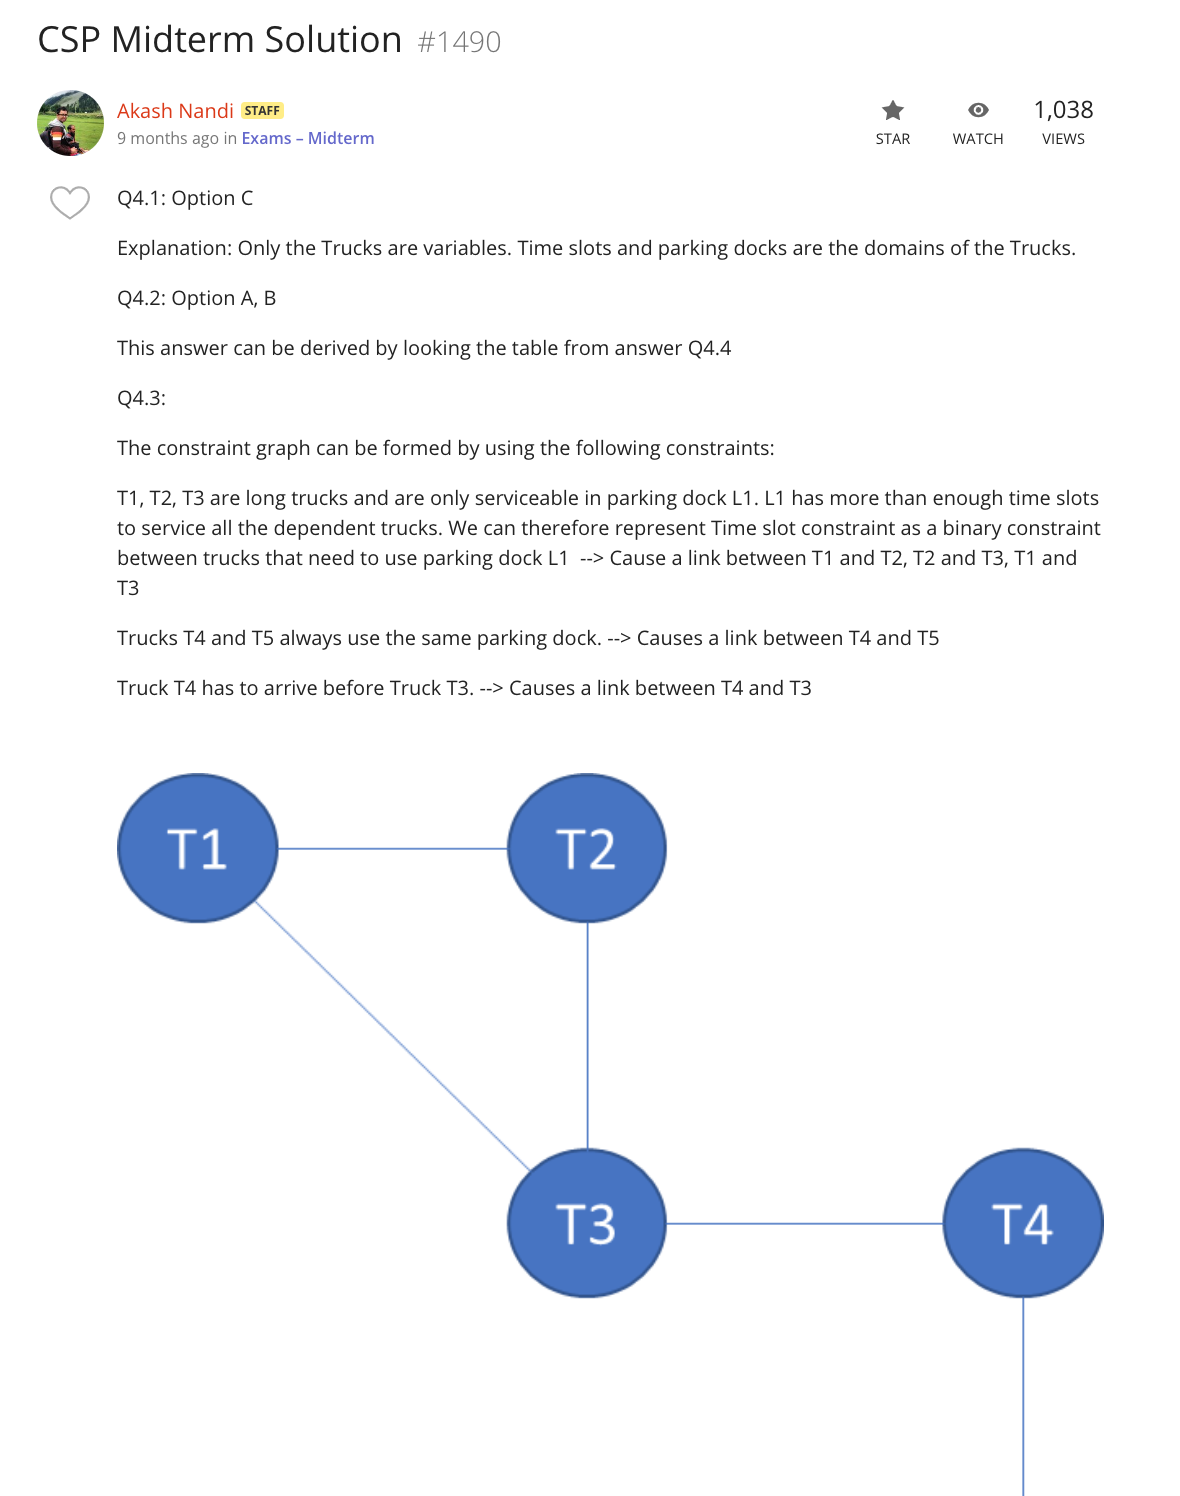 CSP Midterm Solution #1490
Akash Nandi STAFF
9 months ago in Exams – Midterm
STAR
WATCH
1,038
VIEWS
Q4.1: Option C
Explanation: Only the Trucks are variables. Time slots and parking docks are the domains of the Trucks.
Q4.2: Option A, B
This answer can be derived by looking the table from answer Q4.4
Q4.3:
The constraint graph can be formed by using the following constraints:
T1, T2, T3 are long trucks and are only serviceable in parking dock L1. L1 has more than enough time slots
to service all the dependent trucks. We can therefore represent Time slot constraint as a binary constraint
between trucks that need to use parking dock L1 --> Cause a link between T1 and T2, T2 and T3, T1 and
T3
Trucks T4 and T5 always use the same parking dock. --> Causes a link between T4 and T5
Truck T4 has to arrive before Truck T3. --> Causes a link between T4 and T3
T1
T2
T3
T4